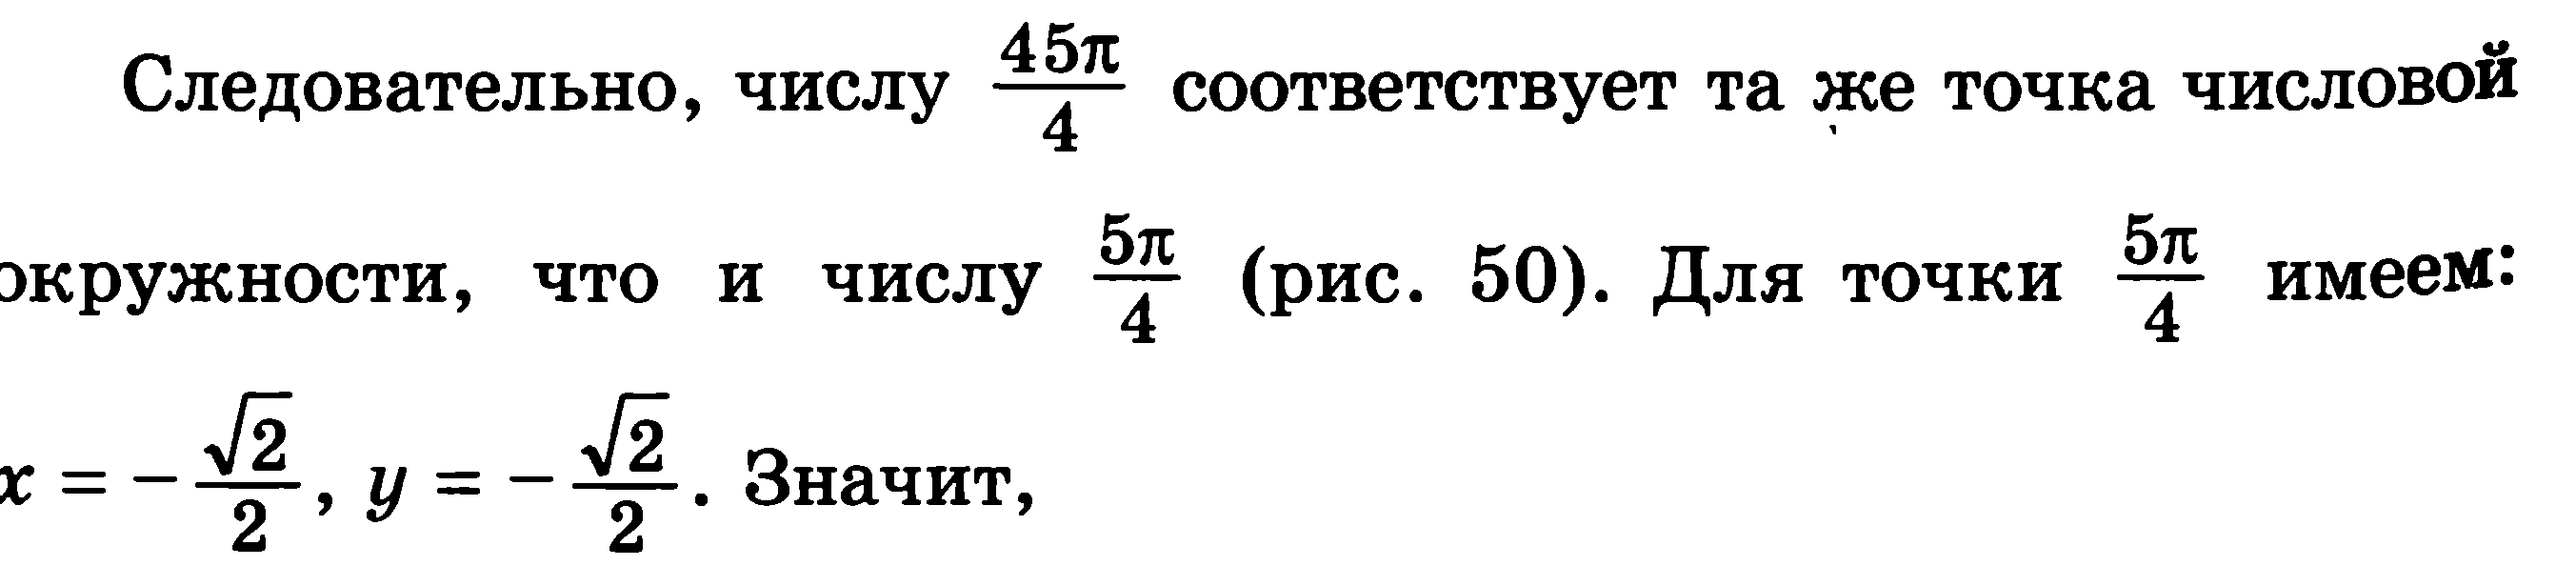 Следовательно, числу 45π/4 соответствует та же точка числовой
окружности, что и числу 5π/4 (рис. 50). Для точки 5π/4 имеем:
x = −√2/2, y = −√2/2. Значит,